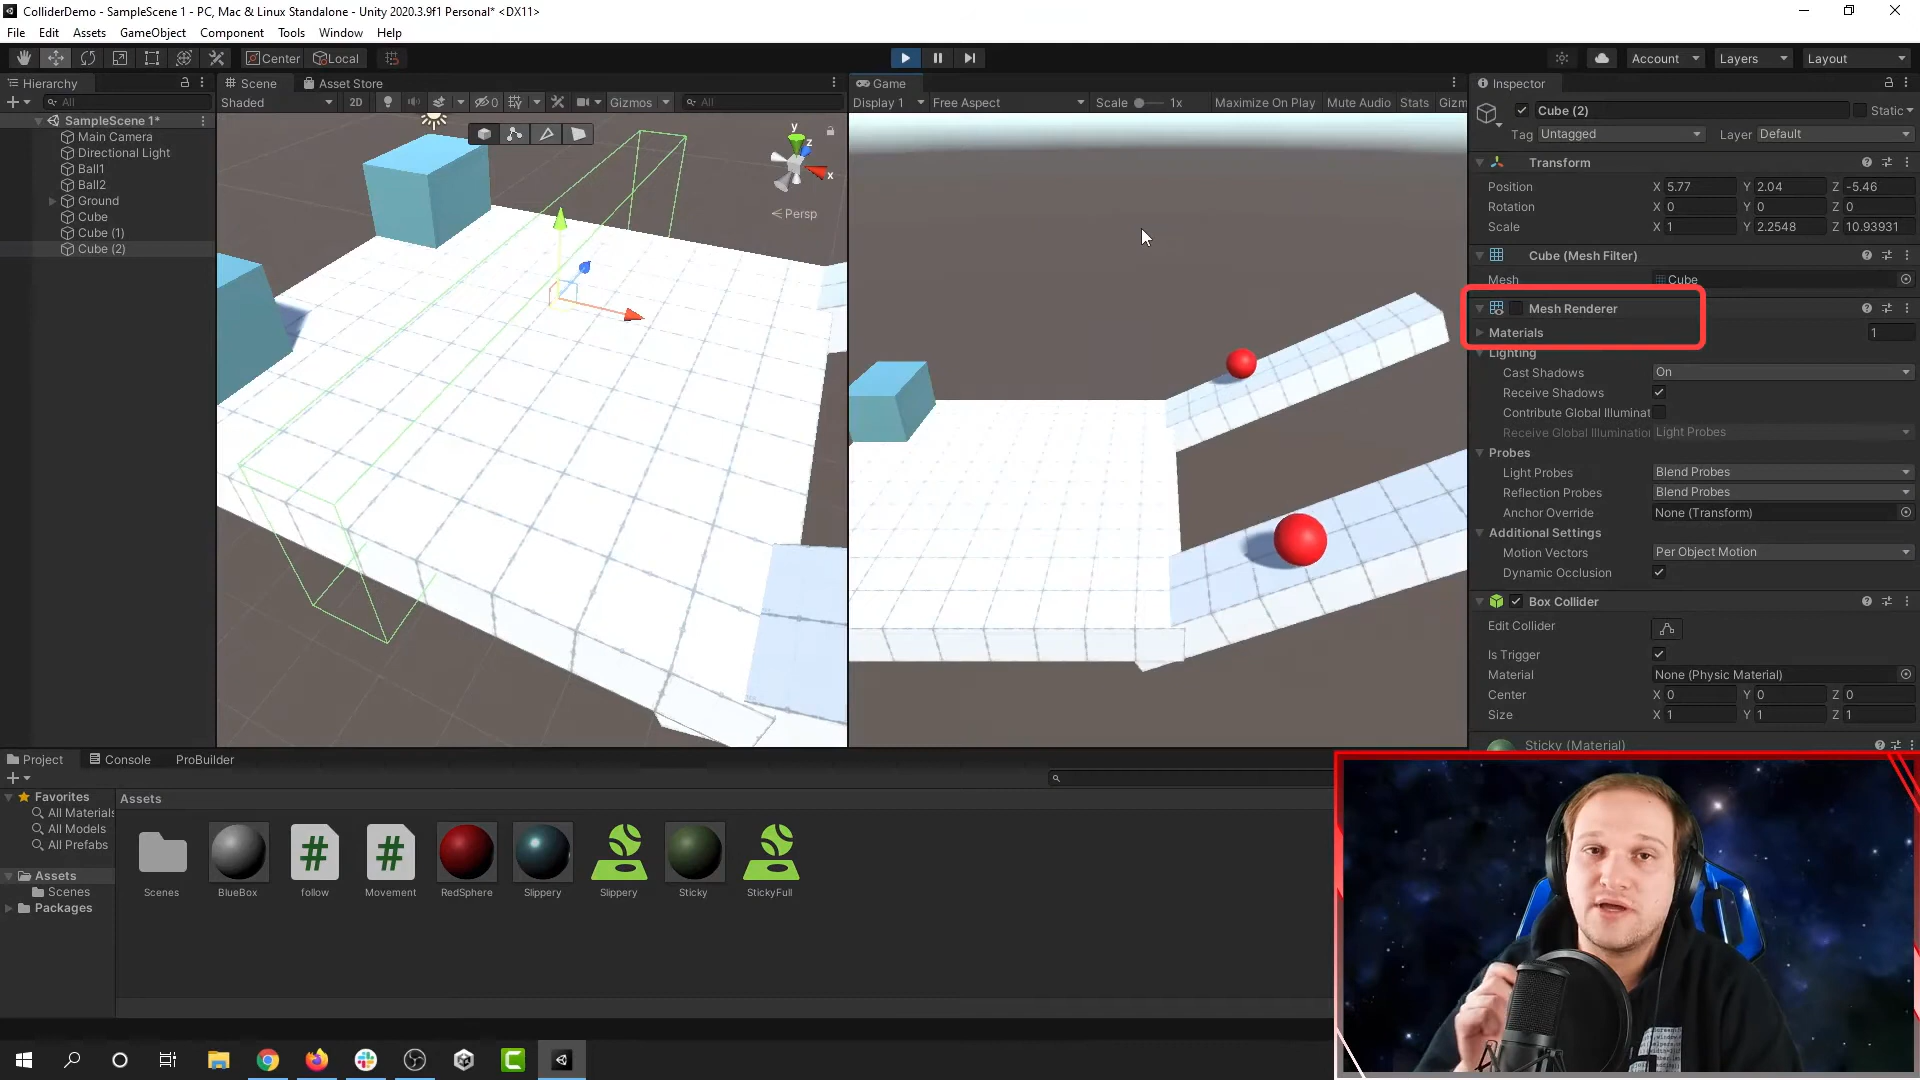 ColliderDemo - SampleScene 1 - PC, Mac & Linux Standalone - Unity 2020.3.9f1 Personal* <DX11>
File Edit Assets GameObject Component Tools Window Help
Center Local Account Layers Layout
Hierarchy
All
SampleScene 1*
Main Camera
Directional Light
Ball1
Ball2
Ground
Cube
Cube (1)
Cube (2)
Scene Asset Store
Shaded 2D 0 Gizmos All
y
z
x
Persp
Game
Display 1 Free Aspect Scale 1x Maximize On Play Mute Audio Stats Gizm
Inspector
Cube (2) Static
Tag Untagged Layer Default
Transform
Position X 5.77 Y 2.04 Z -5.46
Rotation X 0 Y 0 Z 0
Scale X 1 Y 2.2548 Z 10.93931
Cube (Mesh Filter)
Mesh Cube
Mesh Renderer
Materials 1
Lighting
Cast Shadows On
Receive Shadows
Contribute Global Illuminat
Receive Global Illumination Light Probes
Probes
Light Probes Blend Probes
Reflection Probes Blend Probes
Anchor Override None (Transform)
Additional Settings
Motion Vectors Per Object Motion
Dynamic Occlusion
Box Collider
Edit Collider
Is Trigger
Material None (Physic Material)
Center X 0 Y 0 Z 0
Size X 1 Y 1 Z 1
Sticky (Material)
Project Console ProBuilder
Favorites
All Materials
All Models
All Prefabs
Assets
Scenes
Packages
Assets
Scenes BlueBox follow Movement RedSphere Slippery Slippery Sticky StickyFull